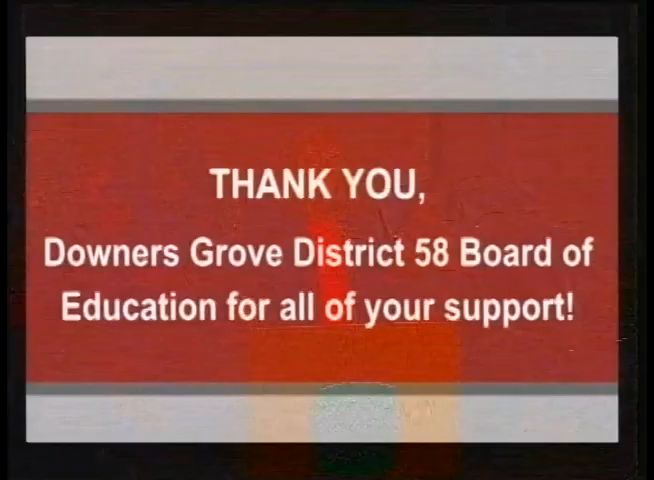 THANK YOU,
Downers Grove District 58 Board of
Education for all of your support!